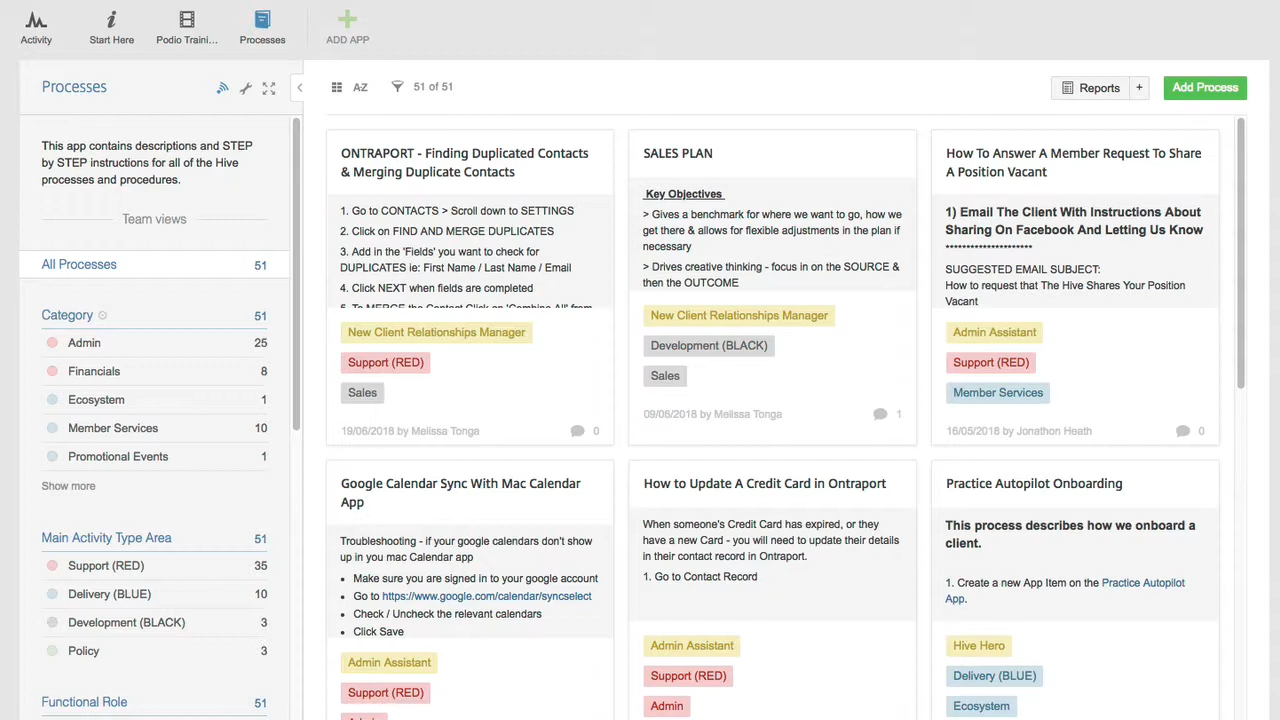 Activity
Start Here
Podio Traini...
Processes
ADD APP
Processes
This app contains descriptions and STEP
by STEP instructions for all of the Hive
processes and procedures.
Team views
All Processes 51
Category 51
Admin 25
Financials 8
Ecosystem 1
Member Services 10
Promotional Events 1
Show more
Main Activity Type Area 51
Support (RED) 35
Delivery (BLUE) 10
Development (BLACK) 3
Policy 3
Functional Role 51
A-Z
51 of 51
Reports +
Add Process
ONTRAPORT - Finding Duplicated Contacts
& Merging Duplicate Contacts
1. Go to CONTACTS > Scroll down to SETTINGS
2. Click on FIND AND MERGE DUPLICATES
3. Add in the 'Fields' you want to check for
DUPLICATES ie: First Name / Last Name / Email
4. Click NEXT when fields are completed
5. To MERGE the Contact Click on 'Combine All' from
New Client Relationships Manager
Support (RED)
Sales
19/06/2018 by Melissa Tonga 0
SALES PLAN
Key Objectives
> Gives a benchmark for where we want to go, how we
get there & allows for flexible adjustments in the plan if
necessary
> Drives creative thinking - focus in on the SOURCE &
then the OUTCOME
New Client Relationships Manager
Development (BLACK)
Sales
09/06/2018 by Melissa Tonga 1
How To Answer A Member Request To Share
A Position Vacant
1) Email The Client With Instructions About
Sharing On Facebook And Letting Us Know
*********************
SUGGESTED EMAIL SUBJECT:
How to request that The Hive Shares Your Position
Vacant
Admin Assistant
Support (RED)
Member Services
16/05/2018 by Jonathon Heath 0
Google Calendar Sync With Mac Calendar
App
Troubleshooting - if your google calendars don't show
up in you mac Calendar app
• Make sure you are signed in to your google account
• Go to https://www.google.com/calendar/syncselect
• Check / Uncheck the relevant calendars
• Click Save
Admin Assistant
Support (RED)
Admin
How to Update A Credit Card in Ontraport
When someone's Credit Card has expired, or they
have a new Card - you will need to update their details
in their contact record in Ontraport.
1. Go to Contact Record
Admin Assistant
Support (RED)
Admin
Practice Autopilot Onboarding
This process describes how we onboard a
client.
1. Create a new App Item on the Practice Autopilot
App.
Hive Hero
Delivery (BLUE)
Ecosystem